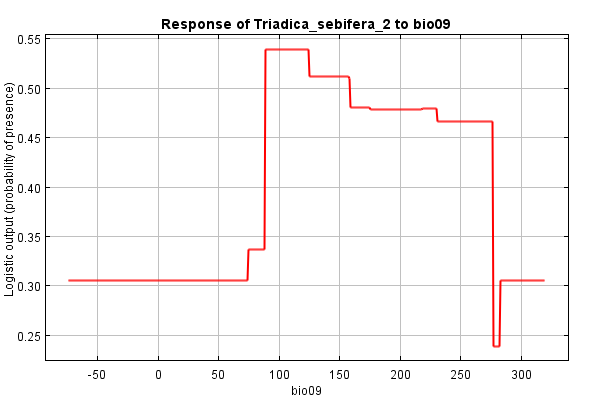 Response of Triadica_sebifera_2 to bio09
Logistic output (probability of presence)
0.55
0.50
0.45
0.40
0.35
0.30
0.25
-50 0 50 100 150 200 250 300
bio09